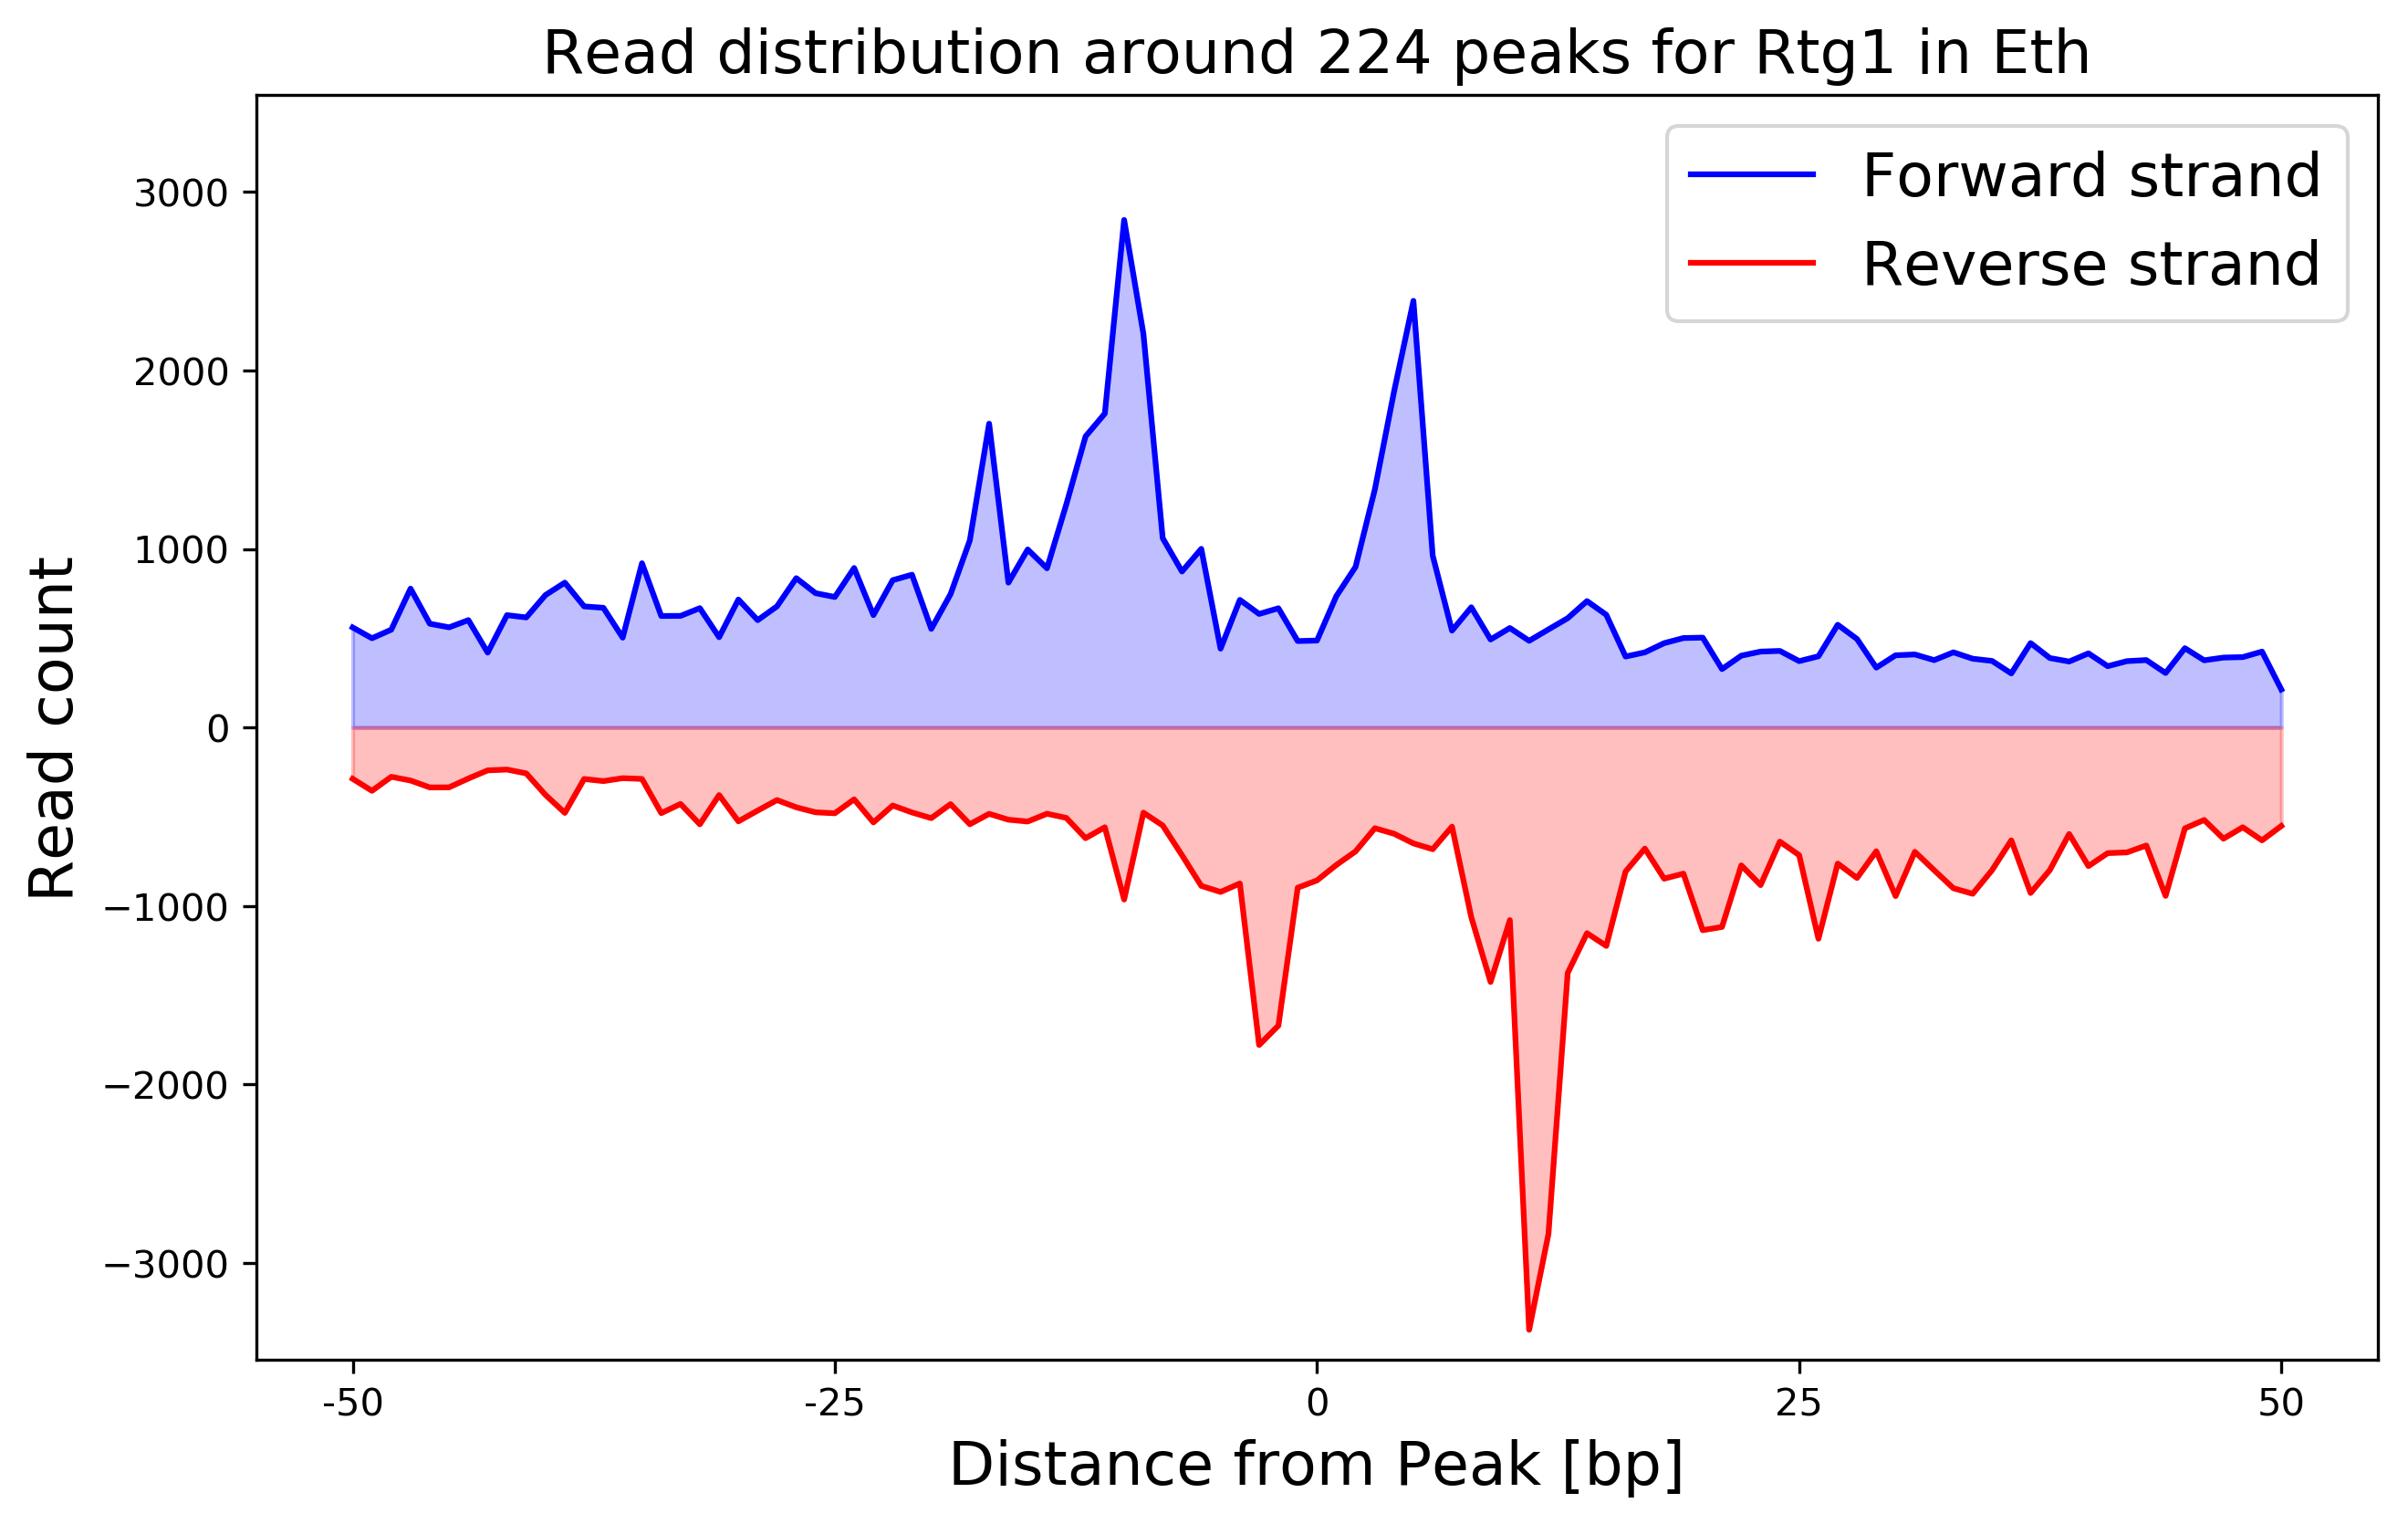 Read distribution around 224 peaks for Rtg1 in Eth
Forward strand
Reverse strand
Read count
3000
2000
1000
0
−1000
−2000
−3000
-50
-25
0
25
50
Distance from Peak [bp]